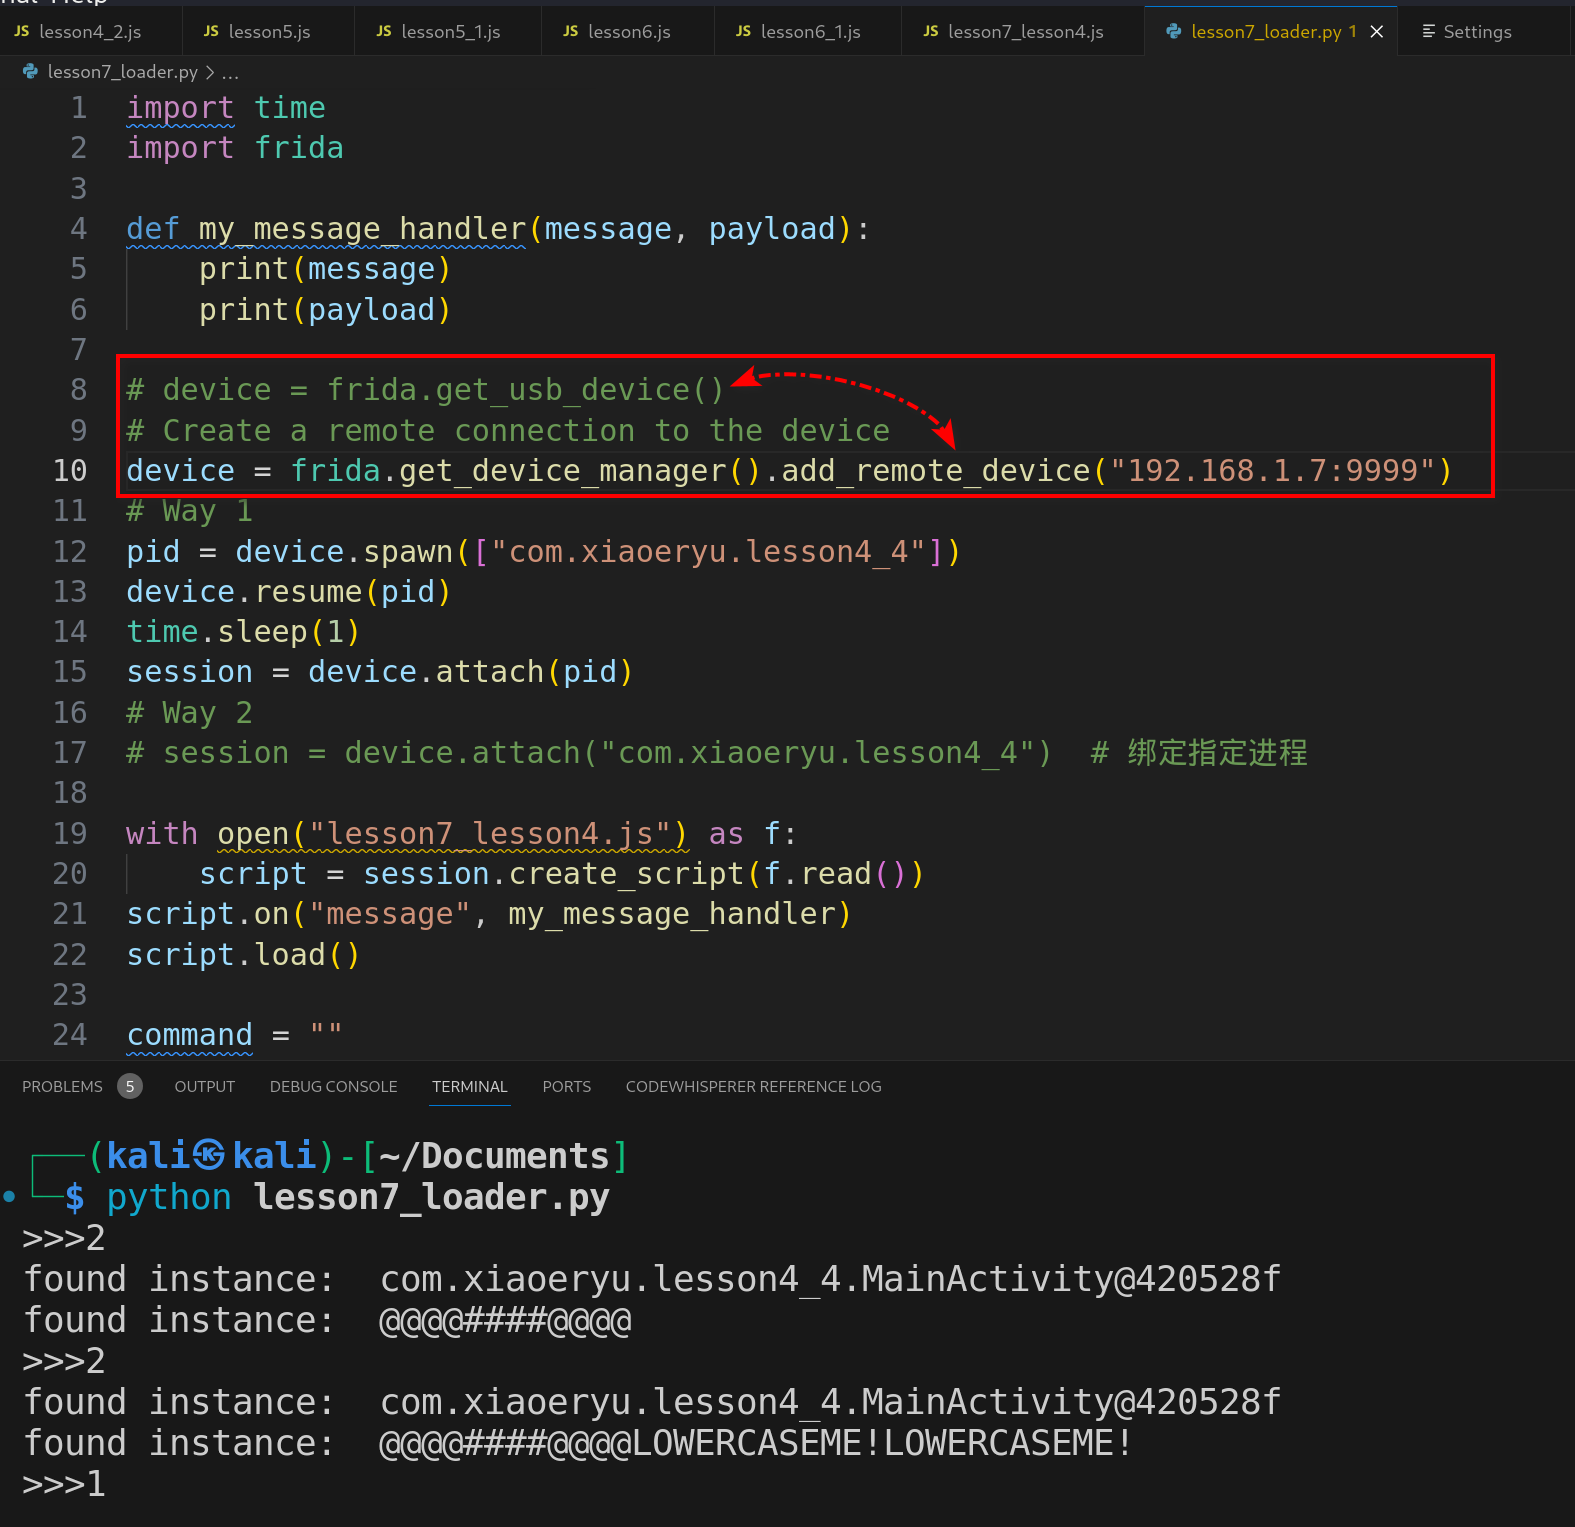 Help
lesson4_2.js
lesson5.js
lesson5_1.js
lesson6.js
lesson6_1.js
lesson7_lesson4.js
lesson7_loader.py 1
Settings
lesson7_loader.py > ...
1 import time
2 import frida
3
4 def my_message_handler(message, payload):
5     print(message)
6     print(payload)
7
8 # device = frida.get_usb_device()
9 # Create a remote connection to the device
10 device = frida.get_device_manager().add_remote_device("192.168.1.7:9999")
11 # Way 1
12 pid = device.spawn(["com.xiaoeryu.lesson4_4"])
13 device.resume(pid)
14 time.sleep(1)
15 session = device.attach(pid)
16 # Way 2
17 # session = device.attach("com.xiaoeryu.lesson4_4")  # 绑定指定进程
18
19 with open("lesson7_lesson4.js") as f:
20     script = session.create_script(f.read())
21 script.on("message", my_message_handler)
22 script.load()
23
24 command = ""
PROBLEMS 5 OUTPUT DEBUG CONSOLE TERMINAL PORTS CODEWHISPERER REFERENCE LOG
┌──(kali㉿kali)-[~/Documents]
└─$ python lesson7_loader.py
>>>2
found instance:  com.xiaoeryu.lesson4_4.MainActivity@420528f
found instance:  @@@@####@@@@
>>>2
found instance:  com.xiaoeryu.lesson4_4.MainActivity@420528f
found instance:  @@@@####@@@@LOWERCASEME!LOWERCASEME!
>>>1